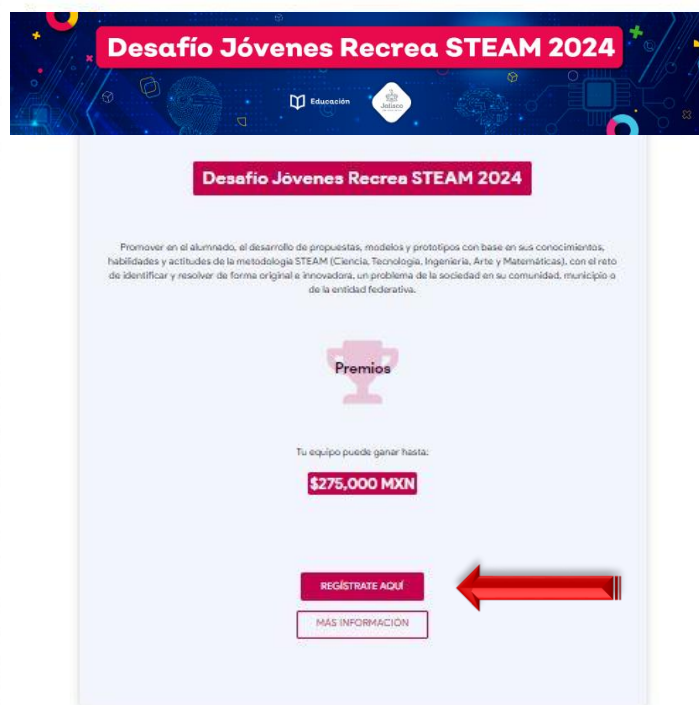 Desafío Jóvenes Recrea STEAM 2024
Educación
Jalisco
Desafío Jóvenes Recrea STEAM 2024
Promover en el alumnado, el desarrollo de propuestas, modelos y prototipos con base en sus conocimientos,
habilidades y actitudes de la metodología STEAM (Ciencia, Tecnología, Ingeniería, Arte y Matemáticas), con el reto
de identificar y resolver de forma original e innovadora, un problema de la sociedad en su comunidad, municipio o
de la entidad federativa.
Premios
Tu equipo puede ganar hasta:
$275,000 MXN
REGÍSTRATE AQUÍ
MÁS INFORMACIÓN